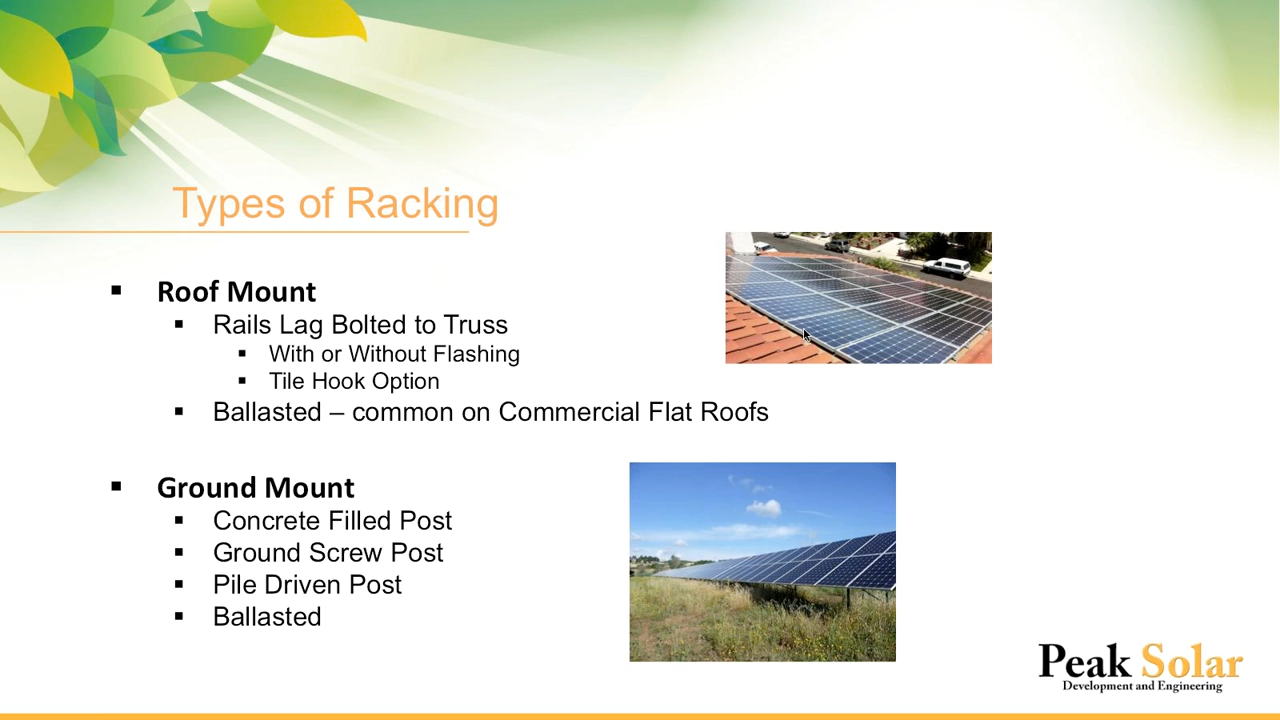 Types of Racking
▪ Roof Mount
▪ Rails Lag Bolted to Truss
▪ With or Without Flashing
▪ Tile Hook Option
▪ Ballasted – common on Commercial Flat Roofs
▪ Ground Mount
▪ Concrete Filled Post
▪ Ground Screw Post
▪ Pile Driven Post
▪ Ballasted
Peak Solar
Development and Engineering